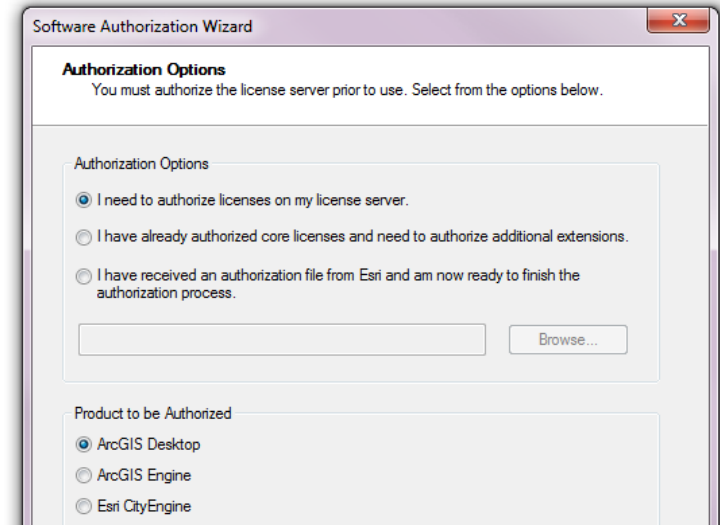 Software Authorization Wizard
Authorization Options
You must authorize the license server prior to use. Select from the options below.
Authorization Options
I need to authorize licenses on my license server.
I have already authorized core licenses and need to authorize additional extensions.
I have received an authorization file from Esri and am now ready to finish the
authorization process.
Browse...
Product to be Authorized
ArcGIS Desktop
ArcGIS Engine
Esri CityEngine